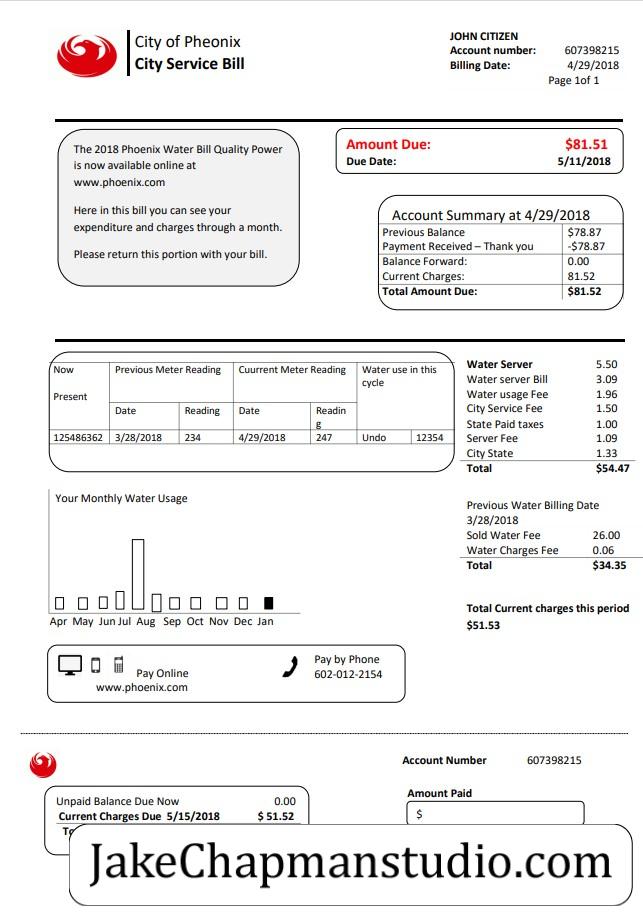 City of Pheonix
City Service Bill
JOHN CITIZEN
Account number: 607398215
Billing Date: 4/29/2018
Page 1of 1
The 2018 Phoenix Water Bill Quality Power
is now available online at
www.phoenix.com
Here in this bill you can see your
expenditure and charges through a month.
Please return this portion with your bill.
Amount Due: $81.51
Due Date: 5/11/2018
Account Summary at 4/29/2018
Previous Balance $78.87
Payment Received – Thank you -$78.87
Balance Forward: 0.00
Current Charges: 81.52
Total Amount Due: $81.52
Now Previous Meter Reading Cuurrent Meter Reading Water use in this
cycle
Present
Date Reading Date Readin
g
125486362 3/28/2018 234 4/29/2018 247 Undo 12354
Water Server 5.50
Water server Bill 3.09
Water usage Fee 1.96
City Service Fee 1.50
State Paid taxes 1.00
Server Fee 1.09
City State 1.33
Total $54.47
Previous Water Billing Date
3/28/2018
Sold Water Fee 26.00
Water Charges Fee 0.06
Total $34.35
Total Current charges this period
$51.53
Your Monthly Water Usage
Apr May Jun Jul Aug Sep Oct Nov Dec Jan
Pay Online
www.phoenix.com
Pay by Phone
602-012-2154
Account Number 607398215
Unpaid Balance Due Now 0.00
Current Charges Due 5/15/2018 $ 51.52
Amount Paid
$
JakeChapmanstudio.com